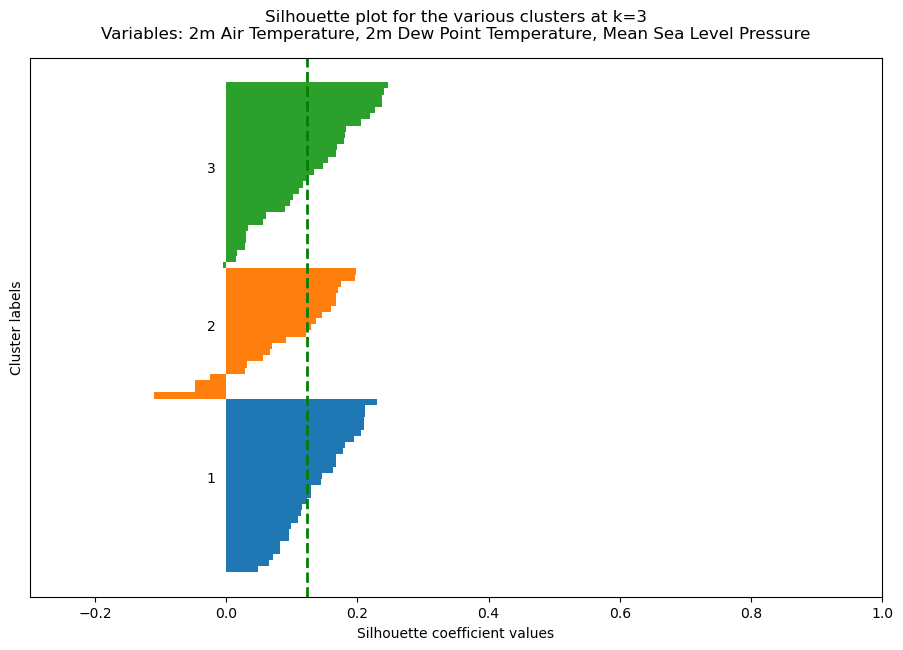 Silhouette plot for the various clusters at k=3
Variables: 2m Air Temperature, 2m Dew Point Temperature, Mean Sea Level Pressure
3
2
1
Cluster labels
−0.2 0.0 0.2 0.4 0.6 0.8 1.0
Silhouette coefficient values